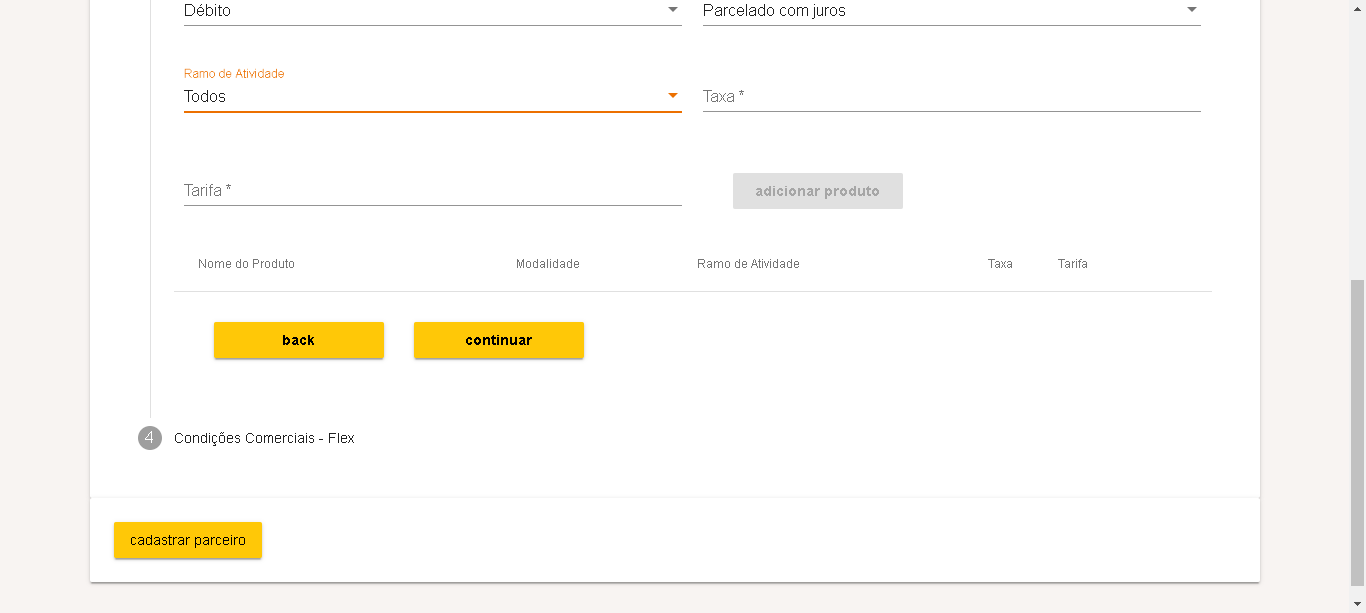 Débito Parcelado com juros
Ramo de Atividade
Todos Taxa *
Tarifa * adicionar produto
Nome do Produto Modalidade Ramo de Atividade Taxa Tarifa
back continuar
4 Condições Comerciais - Flex
cadastrar parceiro